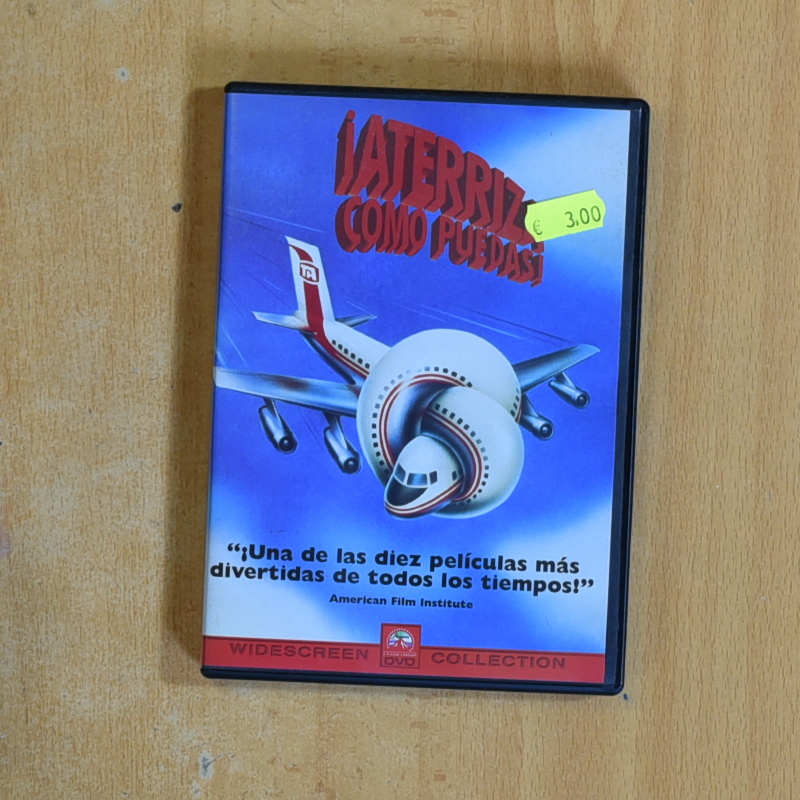 ¡ATERRIZ
COMO PUEDAS!
€ 3.00
TA
“¡Una de las diez películas más
divertidas de todos los tiempos!”
American Film Institute
WIDESCREEN DVD COLLECTION